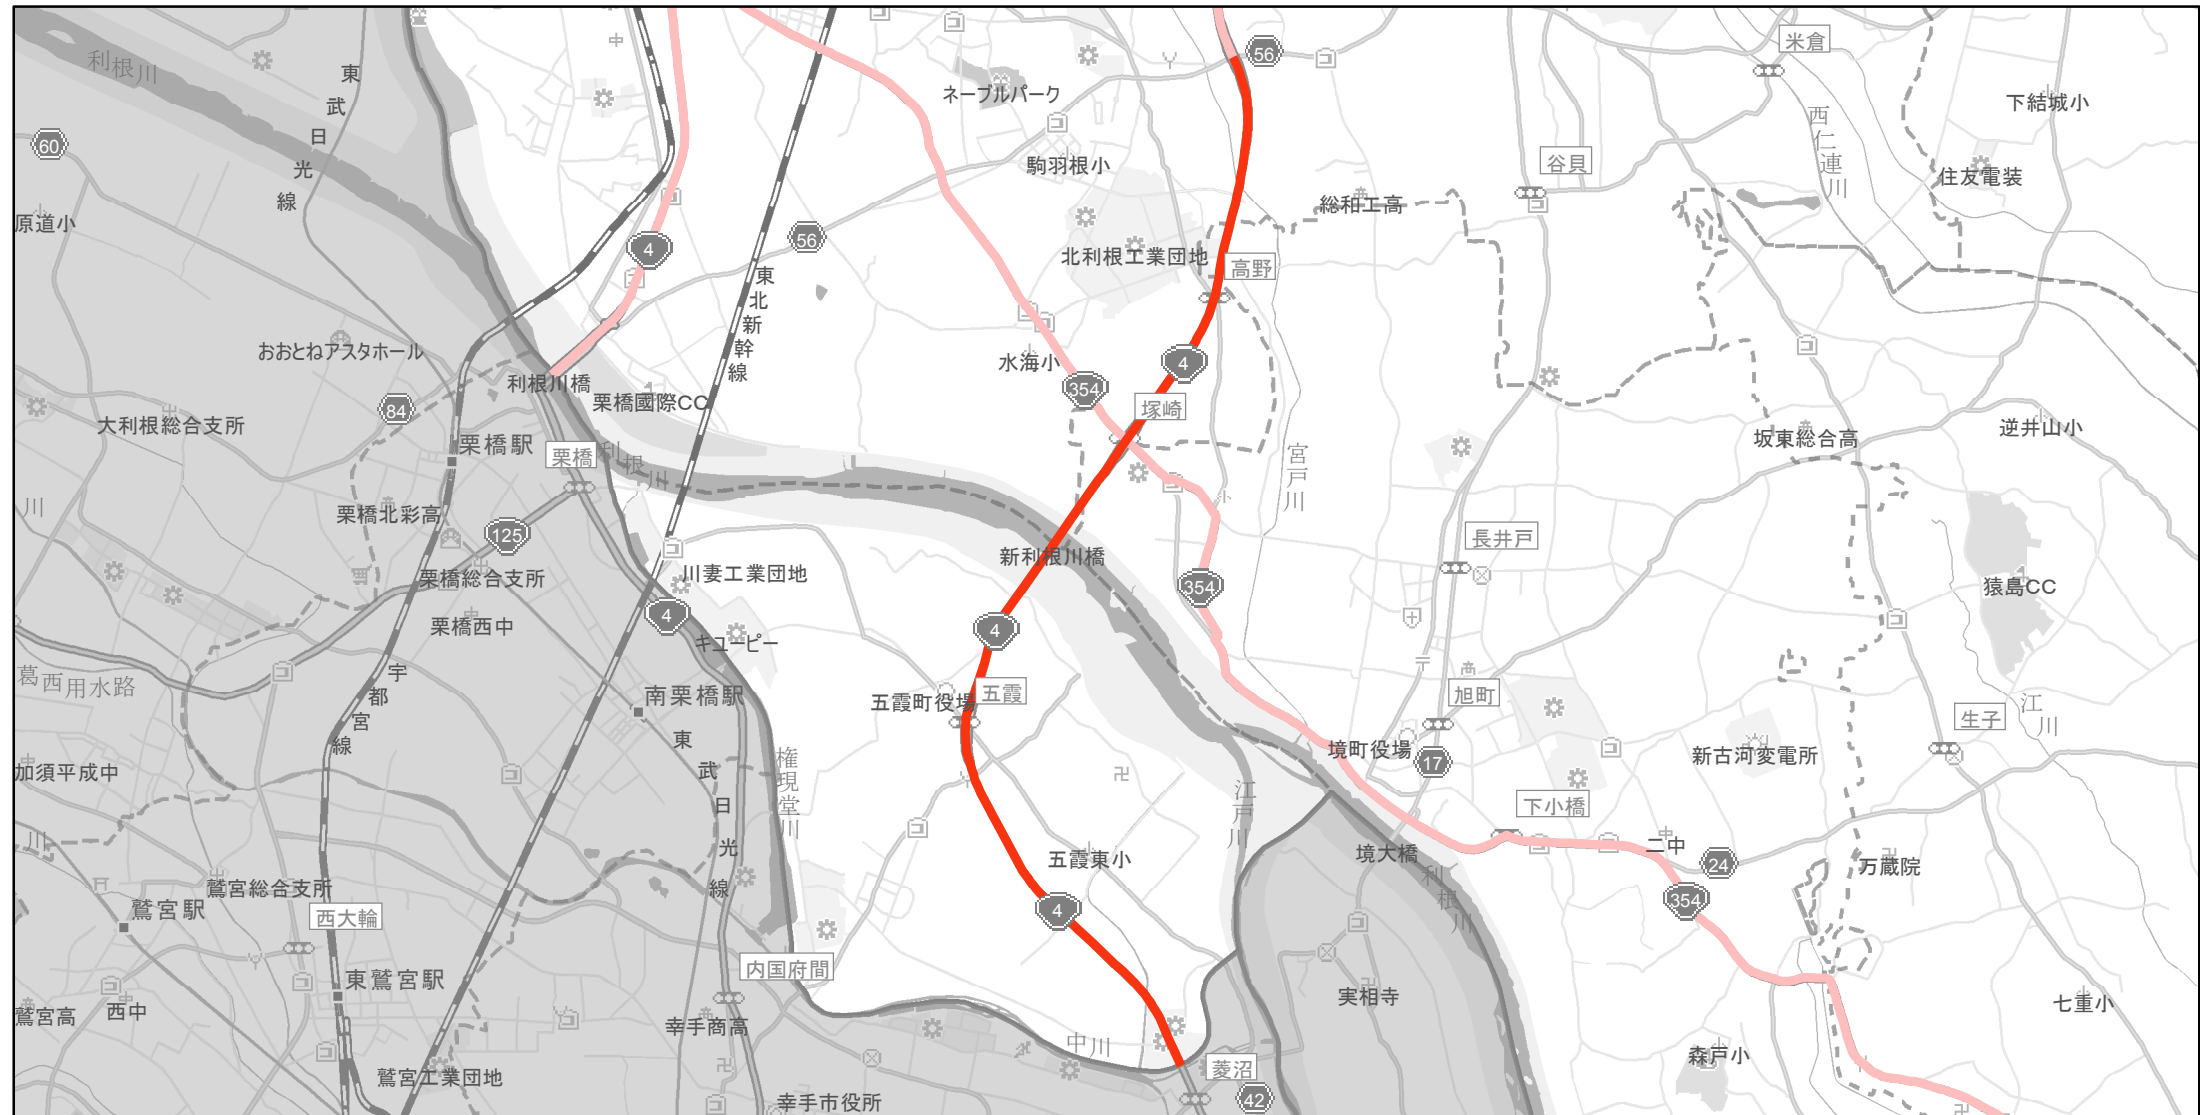 利根川
東武日光線
60
原道小
おおとねアスタホール
大利根総合支所
84
栗橋駅
利根川橋
栗橋國際CC
栗橋
利根川
川
栗橋北彩高
125
栗橋総合支所
栗橋西中
葛西用水路
宇都宮線
加須平成中
川
鷲宮総合支所
鷲宮駅
西大輪
東鷲宮駅
鷲宮高
西中
鷲宮工業団地
南栗橋駅
東武日光線
幸手商高
幸手市役所
4
56
東北新幹線
ネーブルパーク
駒羽根小
56
北利根工業団地
高野
総和工高
水海小
354
4
塚崎
宮戸川
新利根川橋
川妻工業団地
4
キユーピー
4
五霞町役場
五霞
権現堂川
五霞東小
4
内国府間
中川
菱沼
42
江戸川
354
境町役場
17
旭町
長井戸
谷貝
米倉
西仁連川
下結城小
住友電装
坂東総合高
逆井山小
猿島CC
江川
生子
新古河変電所
下小橋
二中
24
万蔵院
354
境大橋
利根川
実相寺
森戸小
七重小